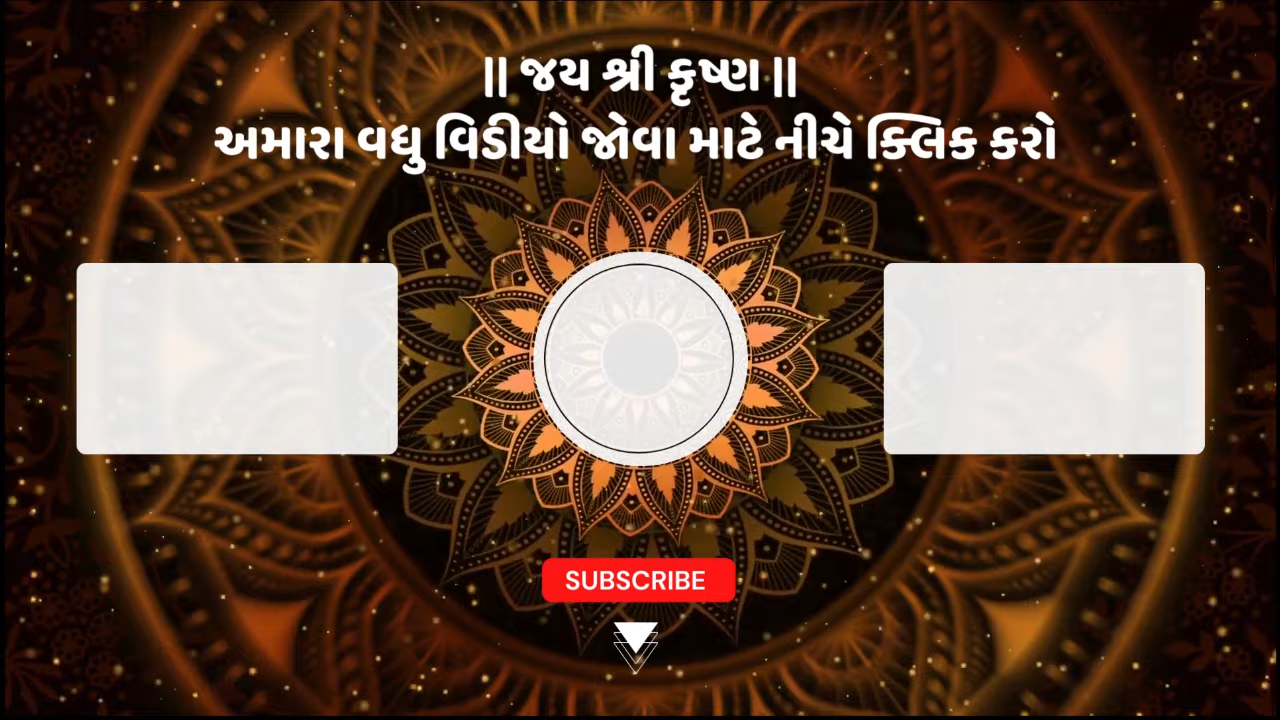 || જય શ્રી કૃષ્ણ ||
અમારા વધુ વિડીયો જોવા માટે નીચે ક્લિક કરો
SUBSCRIBE